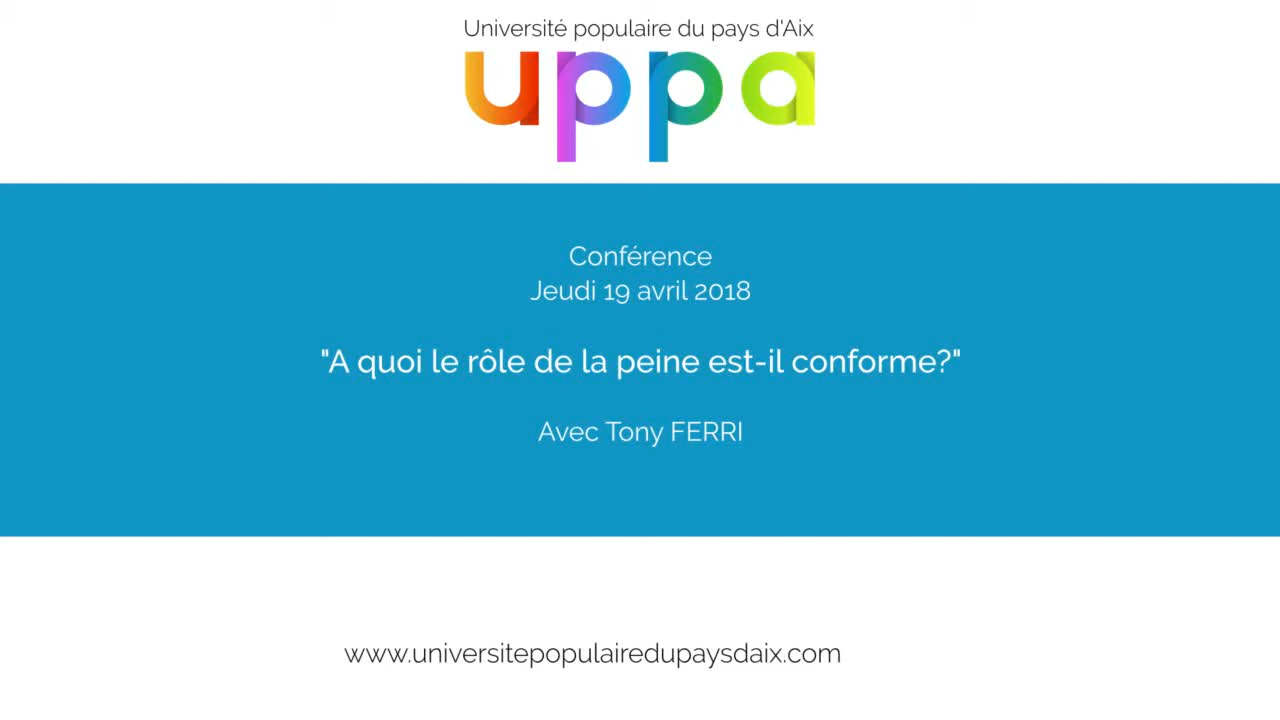 Université populaire du pays d'Aix
uppa
Conférence
Jeudi 19 avril 2018
"A quoi le rôle de la peine est-il conforme?"
Avec Tony FERRI
www.universitepopulairedupaysdaix.com